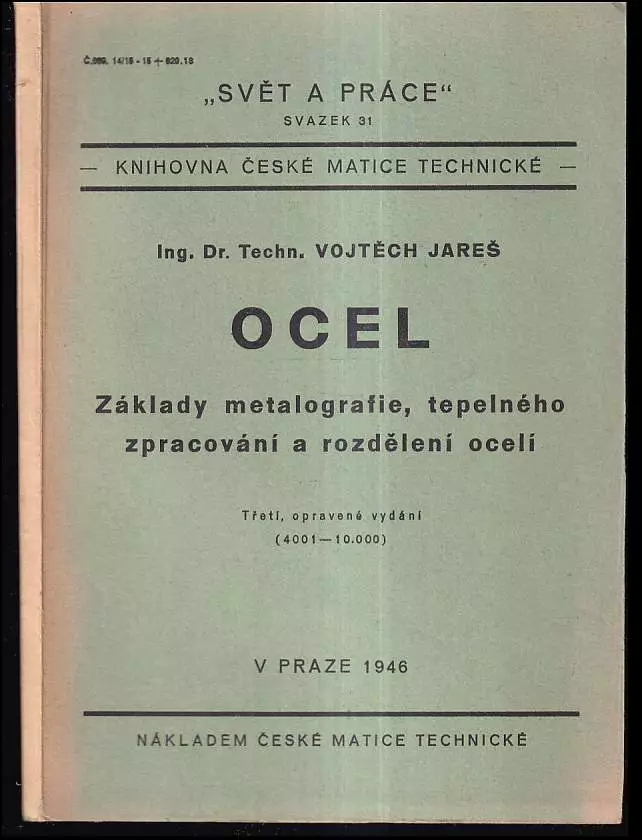 „SVĚT A PRÁCE“
SVAZEK 31
— KNIHOVNA ČESKÉ MATICE TECHNICKÉ —
Ing. Dr. Techn. VOJTĚCH JAREŠ
OCEL
Základy metalografie, tepelného
zpracování a rozdělení ocelí
Třetí, opravené vydání
(4001—10.000)
V PRAZE 1946
NÁKLADEM ČESKÉ MATICE TECHNICKÉ